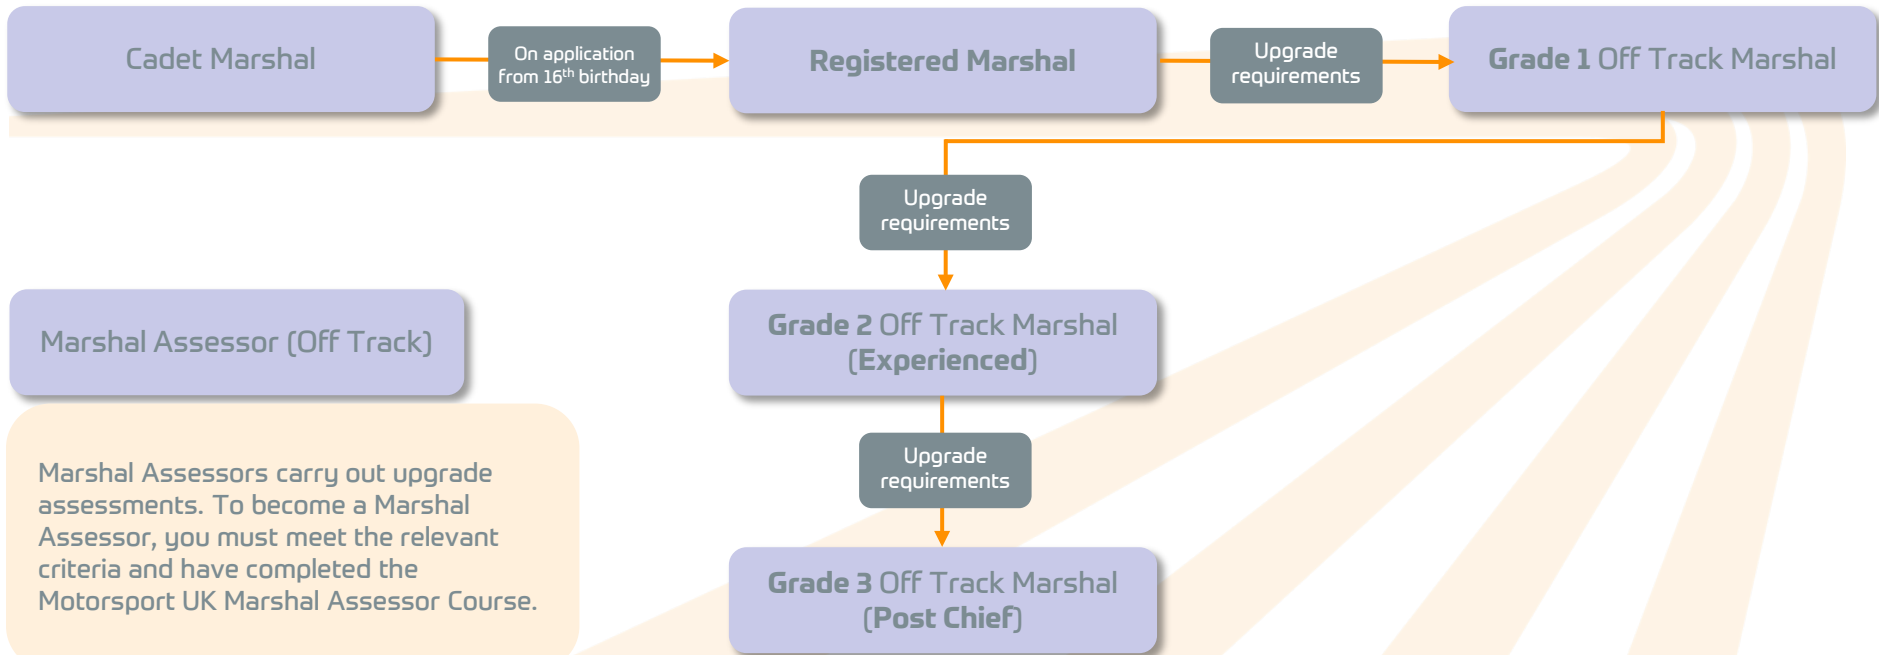 Cadet Marshal
On application
from 16th birthday
Registered Marshal
Upgrade
requirements
Grade 1 Off Track Marshal
Upgrade
requirements
Marshal Assessor (Off Track)
Grade 2 Off Track Marshal
(Experienced)
Marshal Assessors carry out upgrade
assessments. To become a Marshal
Assessor, you must meet the relevant
criteria and have completed the
Motorsport UK Marshal Assessor Course.
Upgrade
requirements
Grade 3 Off Track Marshal
(Post Chief)